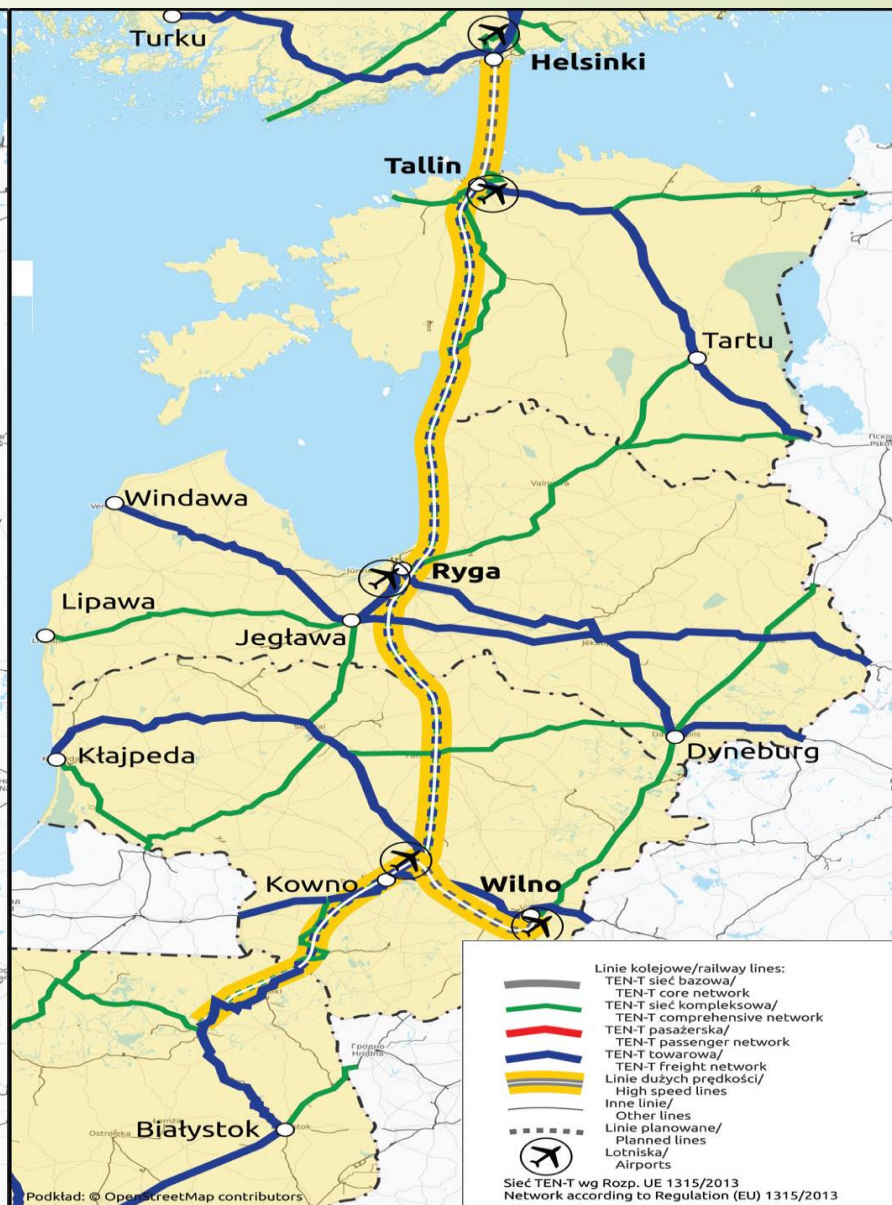 Turku
Helsinki
Tallin
Tartu
Windawa
Valmiera
Ryga
Lipawa
Jegława
Kłajpeda
Dyneburg
Kowno
Wilno
Гродно
Hrodna
Białystok
Linie kolejowe/railway lines:
TEN-T sieć bazowa/
TEN-T core network
TEN-T sieć kompleksowa/
TEN-T comprehensive network
TEN-T pasażerska/
TEN-T passenger network
TEN-T towarowa/
TEN-T freight network
Linie dużych prędkości/
High speed lines
Inne linie/
Other lines
Linie planowane/
Planned lines
Lotniska/
Airports
Sieć TEN-T wg Rozp. UE 1315/2013
Network according to Regulation (EU) 1315/2013
Podkład: © OpenStreetMap contributors